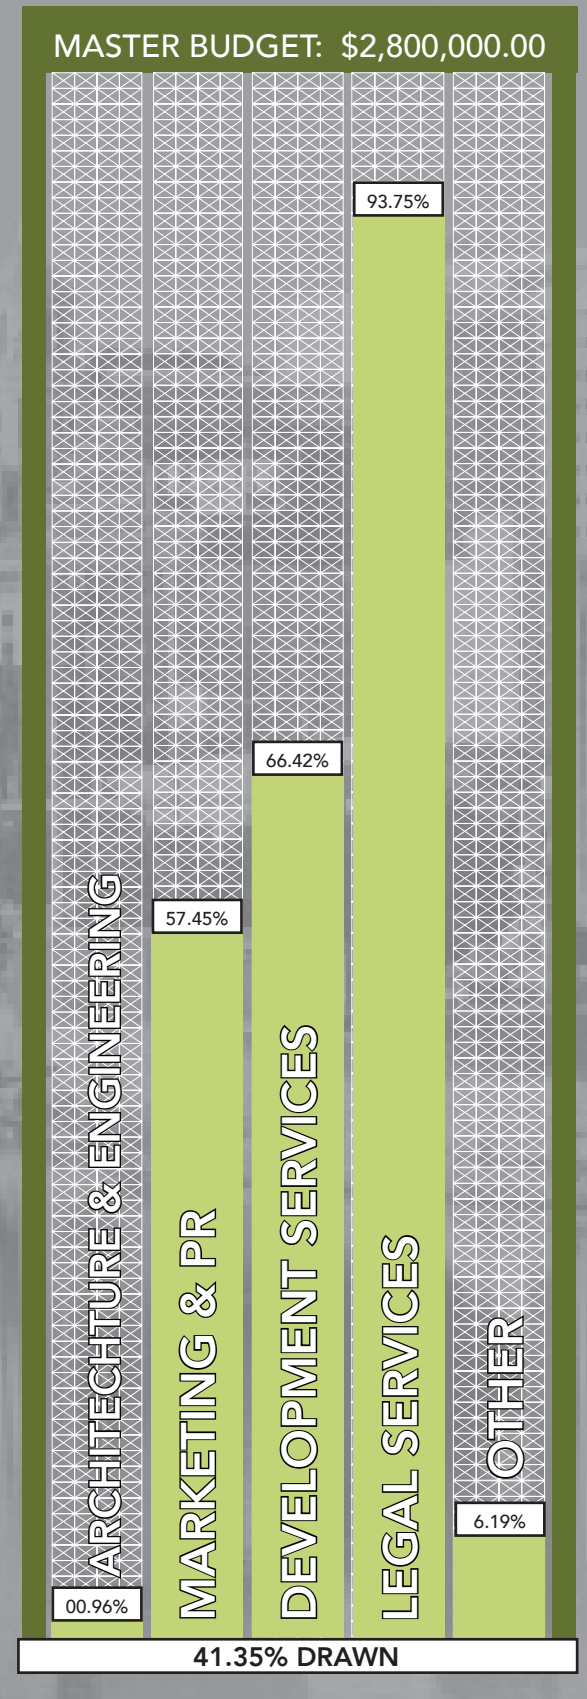 MASTER BUDGET: $2,800,000.00
93.75%
66.42%
57.45%
6.19%
00.96%
ARCHITECHTURE & ENGINEERING
MARKETING & PR
DEVELOPMENT SERVICES
LEGAL SERVICES
OTHER
41.35% DRAWN